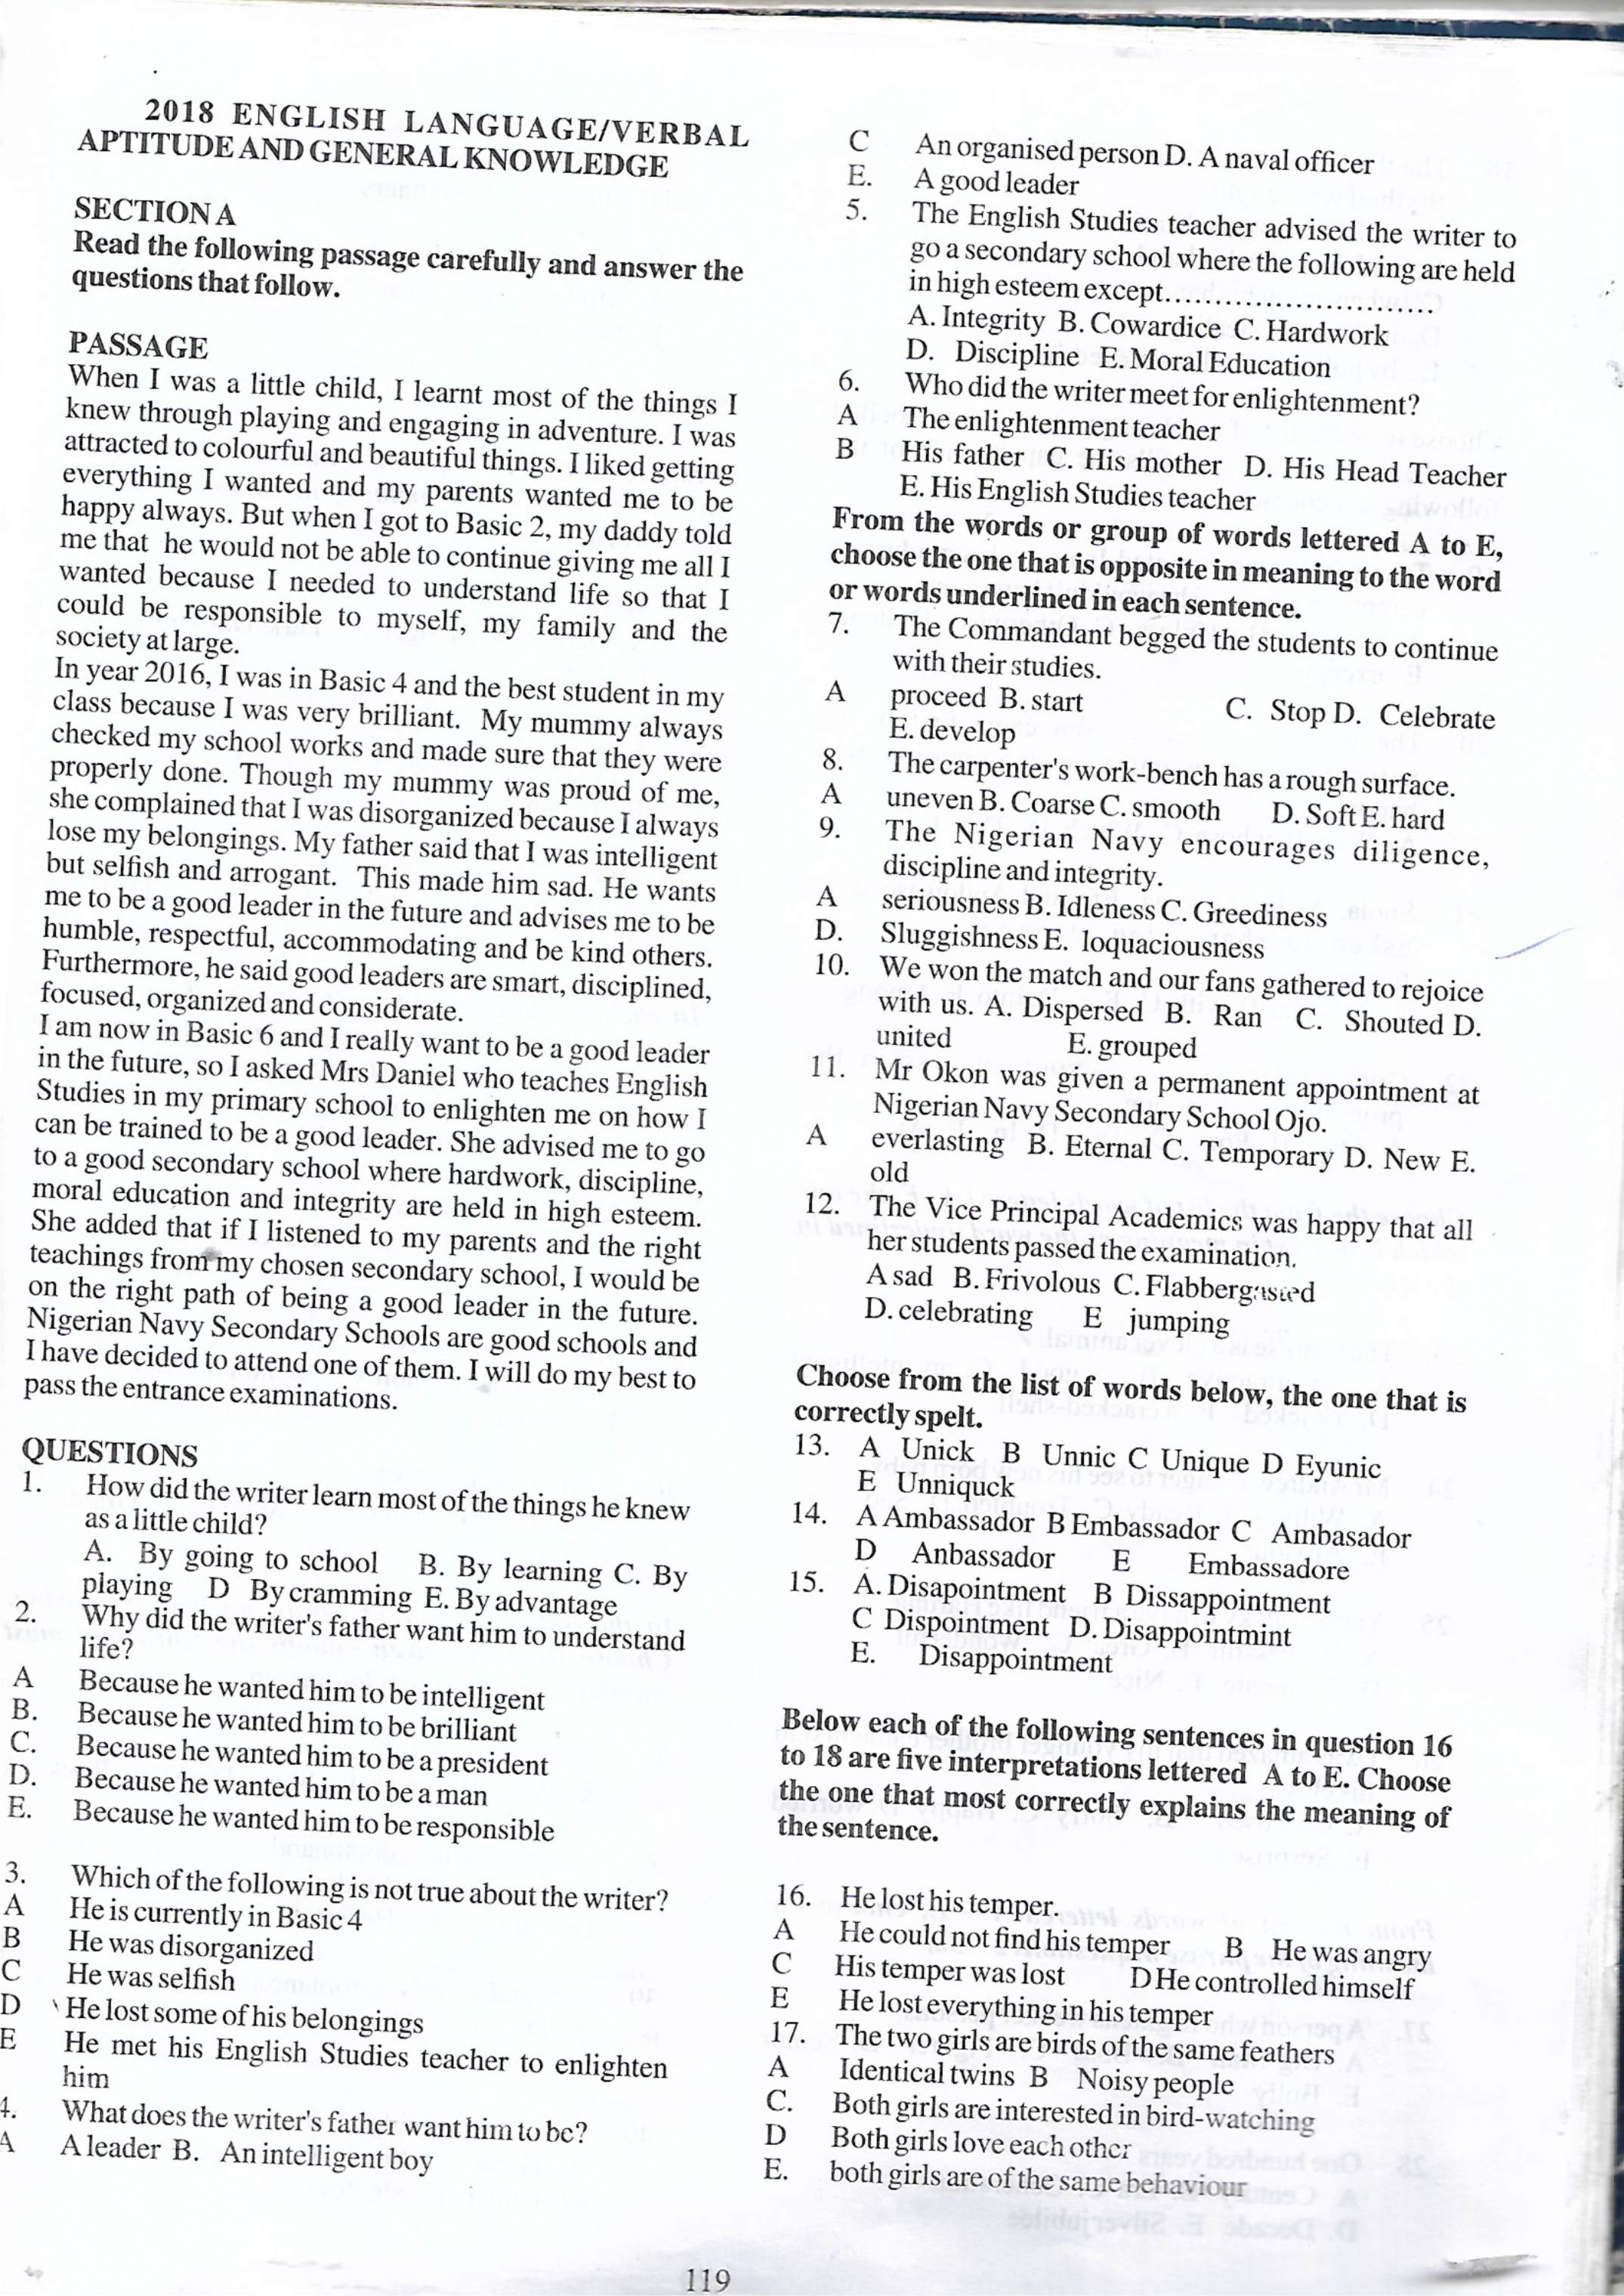 2018 ENGLISH LANGUAGE/VERBAL
APTITUDE AND GENERAL KNOWLEDGE
SECTION A
Read the following passage carefully and answer the
questions that follow.
PASSAGE
When I was a little child, I learnt most of the things I
knew through playing and engaging in adventure. I was
attracted to colourful and beautiful things. I liked getting
everything I wanted and my parents wanted me to be
happy always. But when I got to Basic 2, my daddy told
me that he would not be able to continue giving me all I
wanted because I needed to understand life so that I
could be responsible to myself, my family and the
society at large.
In year 2016, I was in Basic 4 and the best student in my
class because I was very brilliant. My mummy always
checked my school works and made sure that they were
properly done. Though my mummy was proud of me,
she complained that I was disorganized because I always
lose my belongings. My father said that I was intelligent
but selfish and arrogant. This made him sad. He wants
me to be a good leader in the future and advises me to be
humble, respectful, accommodating and be kind others.
Furthermore, he said good leaders are smart, disciplined,
focused, organized and considerate.
I am now in Basic 6 and I really want to be a good leader
in the future, so I asked Mrs Daniel who teaches English
Studies in my primary school to enlighten me on how I
can be trained to be a good leader. She advised me to go
to a good secondary school where hardwork, discipline,
moral education and integrity are held in high esteem.
She added that if I listened to my parents and the right
teachings from my chosen secondary school, I would be
on the right path of being a good leader in the future.
Nigerian Navy Secondary Schools are good schools and
I have decided to attend one of them. I will do my best to
pass the entrance examinations.
QUESTIONS
1. How did the writer learn most of the things he knew
as a little child?
A. By going to school B. By learning C. By
playing D By cramming E. By advantage
2. Why did the writer's father want him to understand
life?
A Because he wanted him to be intelligent
B. Because he wanted him to be brilliant
C. Because he wanted him to be a president
D. Because he wanted him to be a man
E. Because he wanted him to be responsible
3. Which of the following is not true about the writer?
A He is currently in Basic 4
B He was disorganized
C He was selfish
D He lost some of his belongings
E He met his English Studies teacher to enlighten
him
4. What does the writer's father want him to be?
A A leader B. An intelligent boy
C An organised person D. A naval officer
E. A good leader
5. The English Studies teacher advised the writer to
go a secondary school where the following are held
in high esteem except..........................
A. Integrity B. Cowardice C. Hardwork
D. Discipline E. Moral Education
6. Who did the writer meet for enlightenment?
A The enlightenment teacher
B His father C. His mother D. His Head Teacher
E. His English Studies teacher
From the words or group of words lettered A to E,
choose the one that is opposite in meaning to the word
or words underlined in each sentence.
7. The Commandant begged the students to continue
with their studies.
A proceed B. start C. Stop D. Celebrate
E. develop
8. The carpenter's work-bench has a rough surface.
A uneven B. Coarse C. smooth D. Soft E. hard
9. The Nigerian Navy encourages diligence,
discipline and integrity.
A seriousness B. Idleness C. Greediness
D. Sluggishness E. loquaciousness
10. We won the match and our fans gathered to rejoice
with us. A. Dispersed B. Ran C. Shouted D.
united E. grouped
11. Mr Okon was given a permanent appointment at
Nigerian Navy Secondary School Ojo.
A everlasting B. Eternal C. Temporary D. New E.
old
12. The Vice Principal Academics was happy that all
her students passed the examination.
A sad B. Frivolous C. Flabbergasted
D. celebrating E jumping
Choose from the list of words below, the one that is
correctly spelt.
13. A Unick B Unnic C Unique D Eyunic
E Unniquck
14. A Ambassador B Embassador C Ambasador
D Anbassador E Embassadore
15. A. Disapointment B Dissappointment
C Dispointment D. Disappointmint
E. Disappointment
Below each of the following sentences in question 16
to 18 are five interpretations lettered A to E. Choose
the one that most correctly explains the meaning of
the sentence.
16. He lost his temper.
A He could not find his temper B He was angry
C His temper was lost D He controlled himself
E He lost everything in his temper
17. The two girls are birds of the same feathers
A Identical twins B Noisy people
C. Both girls are interested in bird-watching
D Both girls love each other
E. both girls are of the same behaviour
119